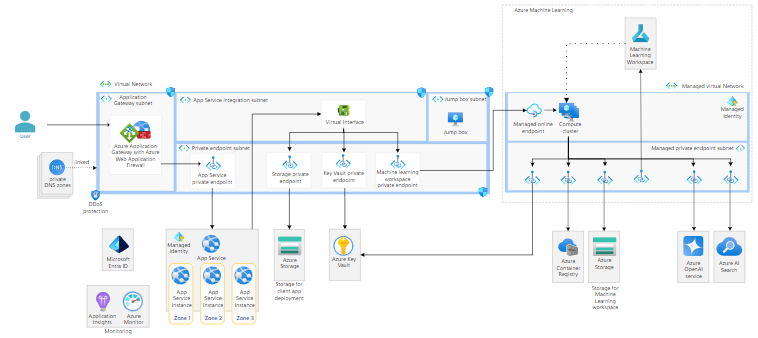 Azure Machine Learning
Machine
Learning
Workspace
Virtual Network
Managed virtual Network
Application
Gateway subnet
App Service Integration subnet
Jump box subnet
Managed
Identity
User
Azure Application
Gateway with Azure
Web Application
Firewall
Virtual Interface
Jump box
Managed online
endpoint
Compute
cluster
Private endpoint subnet
Managed private endpoint subnet
DNS
linked
private
DNS zones
App Service
private endpoint
Storage private
endpoint
Key Vault private
endpoint
Machine learning
workspace
private endpoint
DDoS
protection
Microsoft
Entra ID
Managed
Identity
App Service
Azure
Storage
Storage for
client app
deployment
Azure Key
Vault
Azure
Container
Registry
Azure
Storage
Storage for
Machine
Learning
workspace
Azure
OpenAI
service
Azure AI
Search
App
Service
Instance
Zone 1
App
Service
Instance
Zone 2
App
Service
Instance
Zone 3
Application
Insights
Azure
Monitor
Monitoring